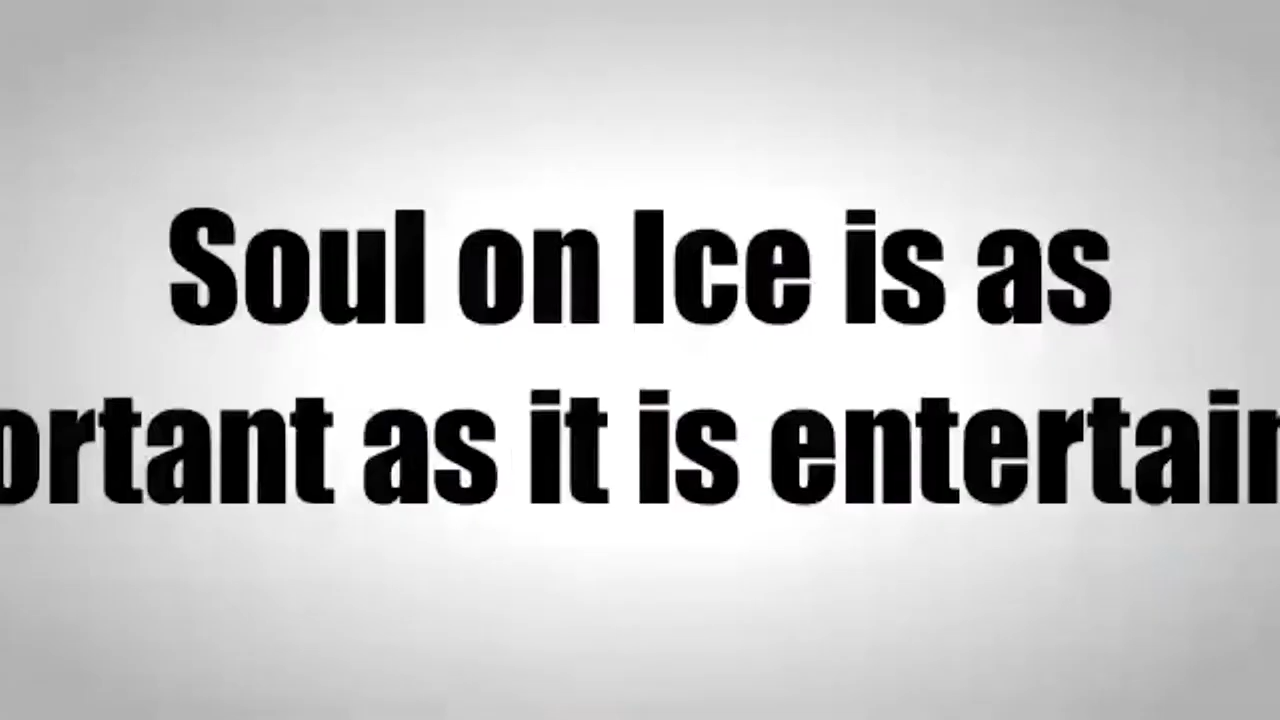 Soul on Ice is as
ortant as it is entertain